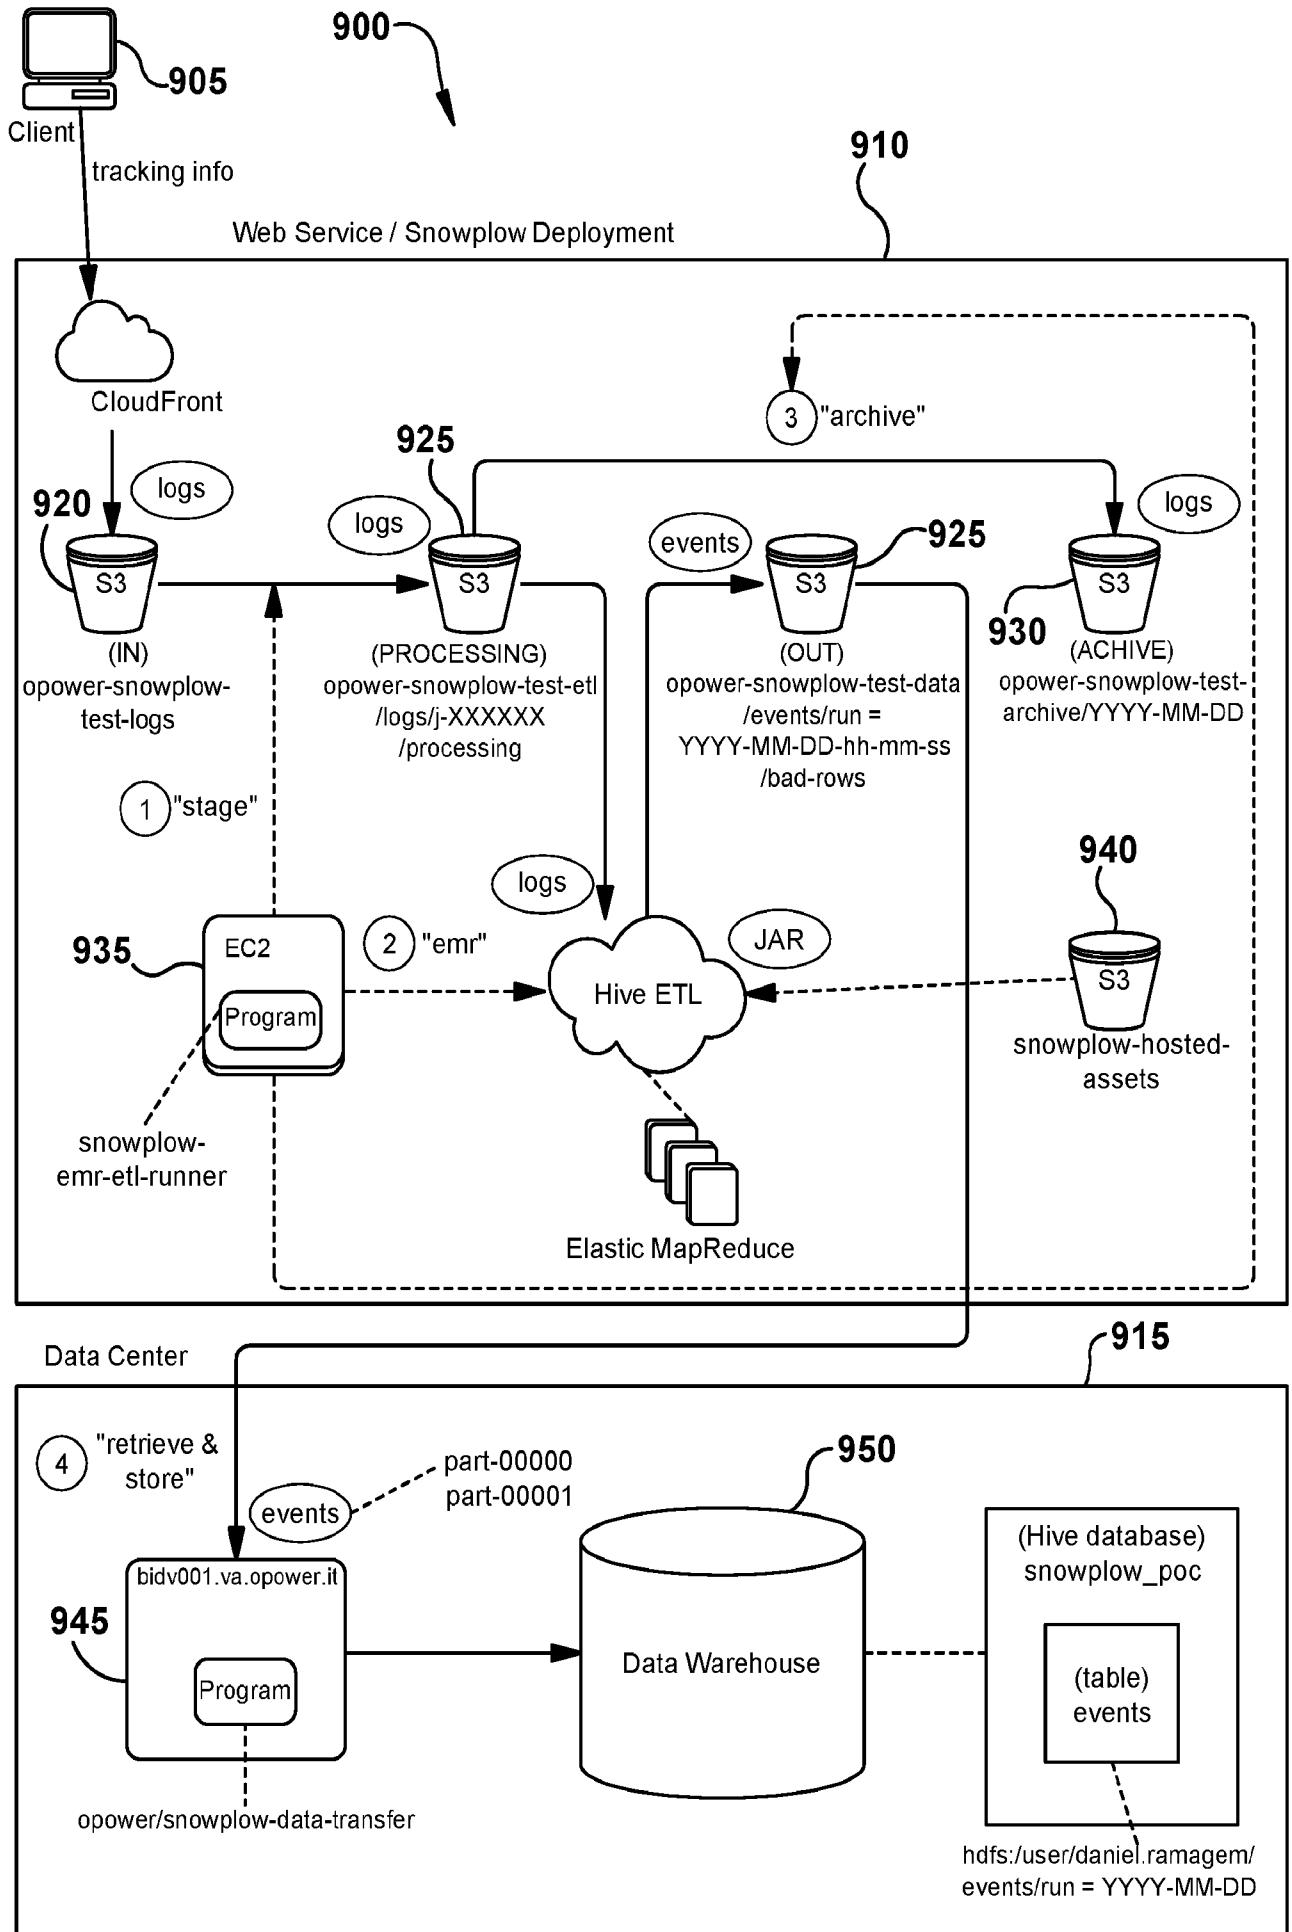 900
905
Client
tracking info
910
Web Service / Snowplow Deployment
CloudFront
3
"archive"
925
920
logs
logs
events
925
logs
S3
S3
S3
S3
930
(IN)
opower-snowplow-
test-logs
(PROCESSING)
opower-snowplow-test-etl
/logs/j-XXXXXX
/processing
(OUT)
opower-snowplow-test-data
/events/run =
YYYY-MM-DD-hh-mm-ss
/bad-rows
(ACHIVE)
opower-snowplow-test-
archive/YYYY-MM-DD
1
"stage"
logs
940
935
EC2
2
"emr"
JAR
Program
Hive ETL
S3
snowplow-hosted-
assets
snowplow-
emr-etl-runner
Elastic MapReduce
Data Center
915
4
"retrieve &
store"
events
part-00000
part-00001
950
bidv001.va.opower.it
945
Program
opower/snowplow-data-transfer
Data Warehouse
(Hive database)
snowplow_poc
(table)
events
hdfs:/user/daniel.ramagem/
events/run = YYYY-MM-DD